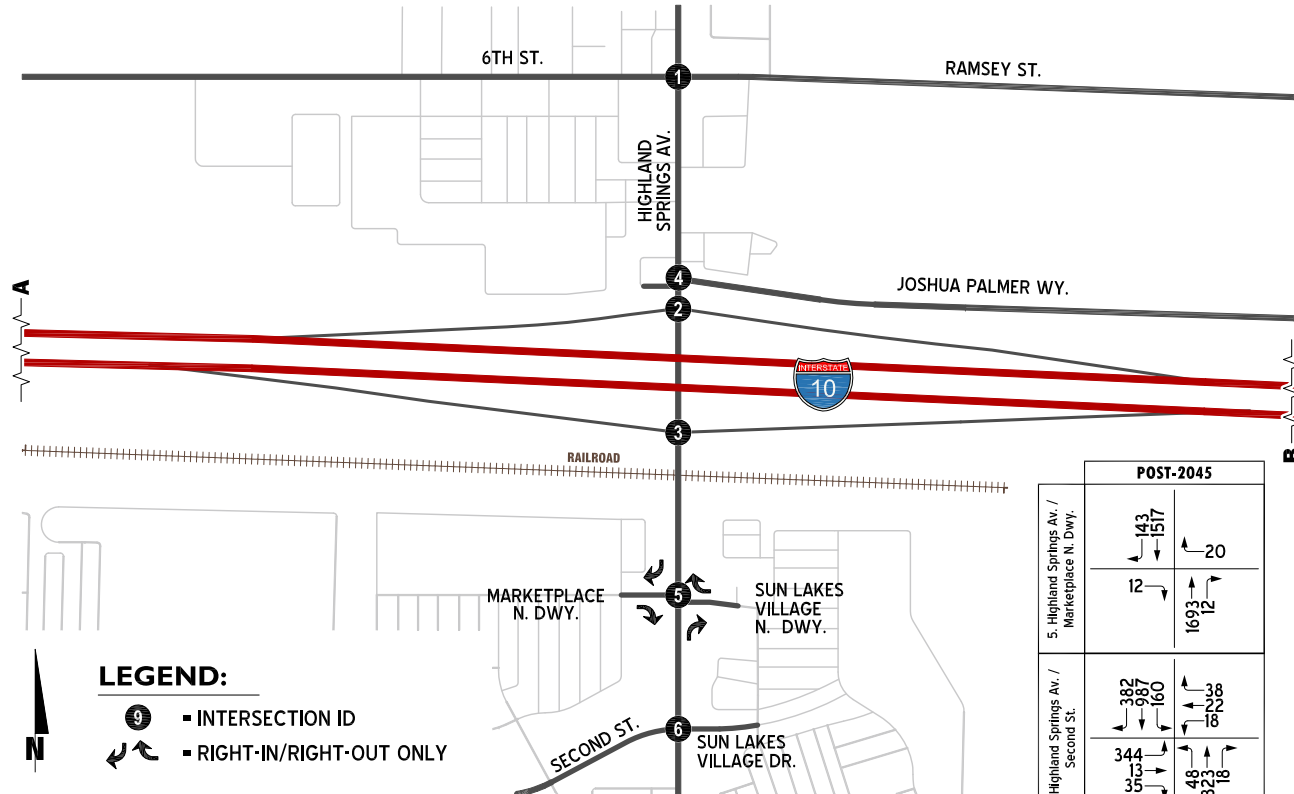 6TH ST.
RAMSEY ST.
1
HIGHLAND
SPRINGS AV.
4
JOSHUA PALMER WY.
2
A
INTERSTATE
10
3
B
RAILROAD
POST-2045
5. Highland Springs Av. /
Marketplace N. Dwy.
143
1517
20
12
1693
12
MARKETPLACE
N. DWY.
5
SUN LAKES
VILLAGE
N. DWY.
LEGEND:
9 = INTERSECTION ID
= RIGHT-IN/RIGHT-OUT ONLY
N
SECOND ST.
6
SUN LAKES
VILLAGE DR.
Highland Springs Av. /
Second St.
382
987
160
38
22
18
344
13
35
48
18